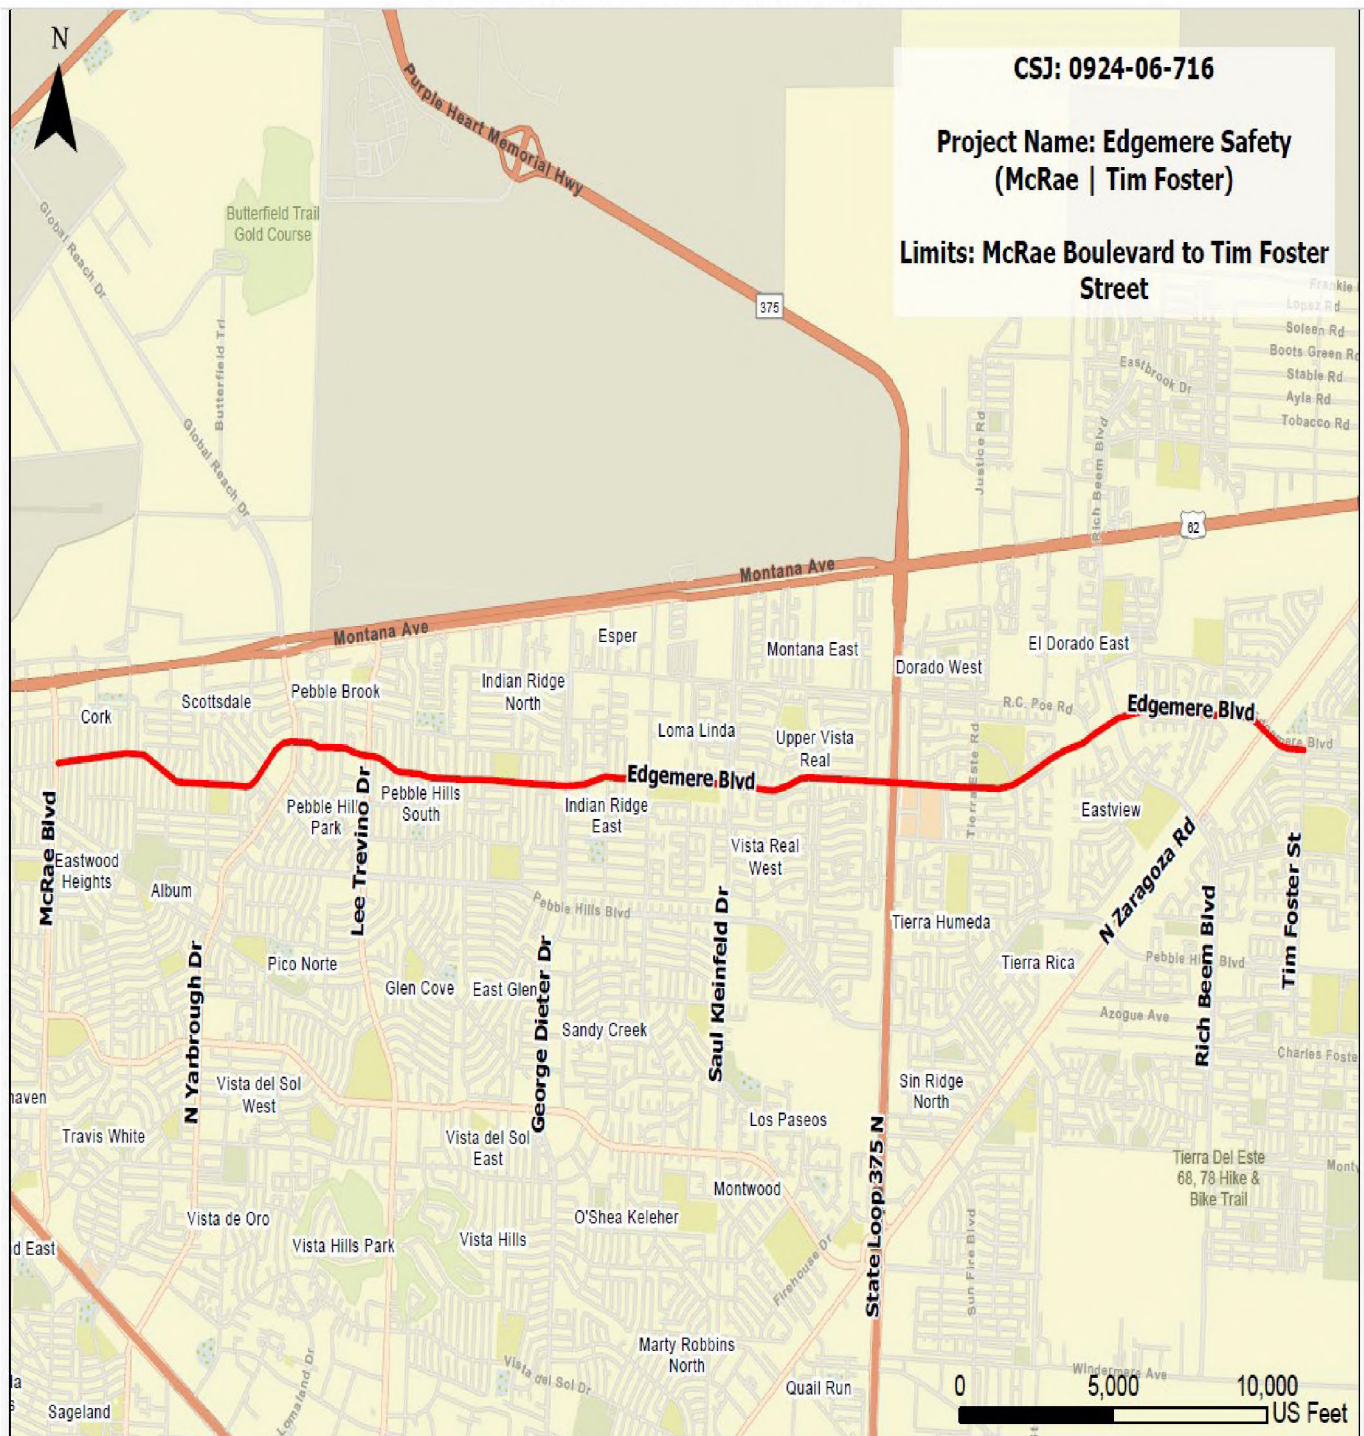 N
CSJ: 0924-06-716
Project Name: Edgemere Safety
(McRae | Tim Foster)
Limits: McRae Boulevard to Tim Foster
Street
Purple Heart Memorial Hwy
Butterfield Trail
Gold Course
Global Reach Dr
Butterfield Trl
Global Reach Dr
375
Lopez Rd
Soleen Rd
Boots Green Rd
Stable Rd
Ayla Rd
Tobacco Rd
Eastbrook Dr
Justice Rd
Rich Beem Blvd
62
Montana Ave
Montana Ave
Esper
Montana East
El Dorado East
Dorado West
Scottsdale
Pebble Brook
Indian Ridge
North
Cork
R.C. Poe Rd
Edgemere Blvd
Loma Linda
Upper Vista
Real
Tierra Este Rd
Edgemere Blvd
Edgemere Blvd
Pebble Hills
Park
Pebble Hills
South
Indian Ridge
East
Eastview
McRae Blvd
Lee Trevino Dr
Vista Real
West
N Zaragoza Rd
Tim Foster St
Eastwood
Heights
Album
Pebble Hills Blvd
Saul Kleinfeld Dr
Tierra Humeda
Rich Beem Blvd
Pico Norte
Tierra Rica
N Yarbrough Dr
Glen Cove
East Glen
George Dieter Dr
Sandy Creek
Azogue Ave
Vista del Sol
West
Sin Ridge
North
haven
Travis White
Vista del Sol
East
Los Paseos
State Loop 375 N
Tierra Del Este
68, 78 Hike &
Bike Trail
Montwood
Vista de Oro
O'Shea Keleher
d East
Vista Hills Park
Vista Hills
Firehouse Dr
Sun Fire Blvd
Marty Robbins
North
Lomaland Dr
Vista del Sol Dr
Quail Run
Windermere Ave
la
Sageland
0 5,000 10,000
US Feet